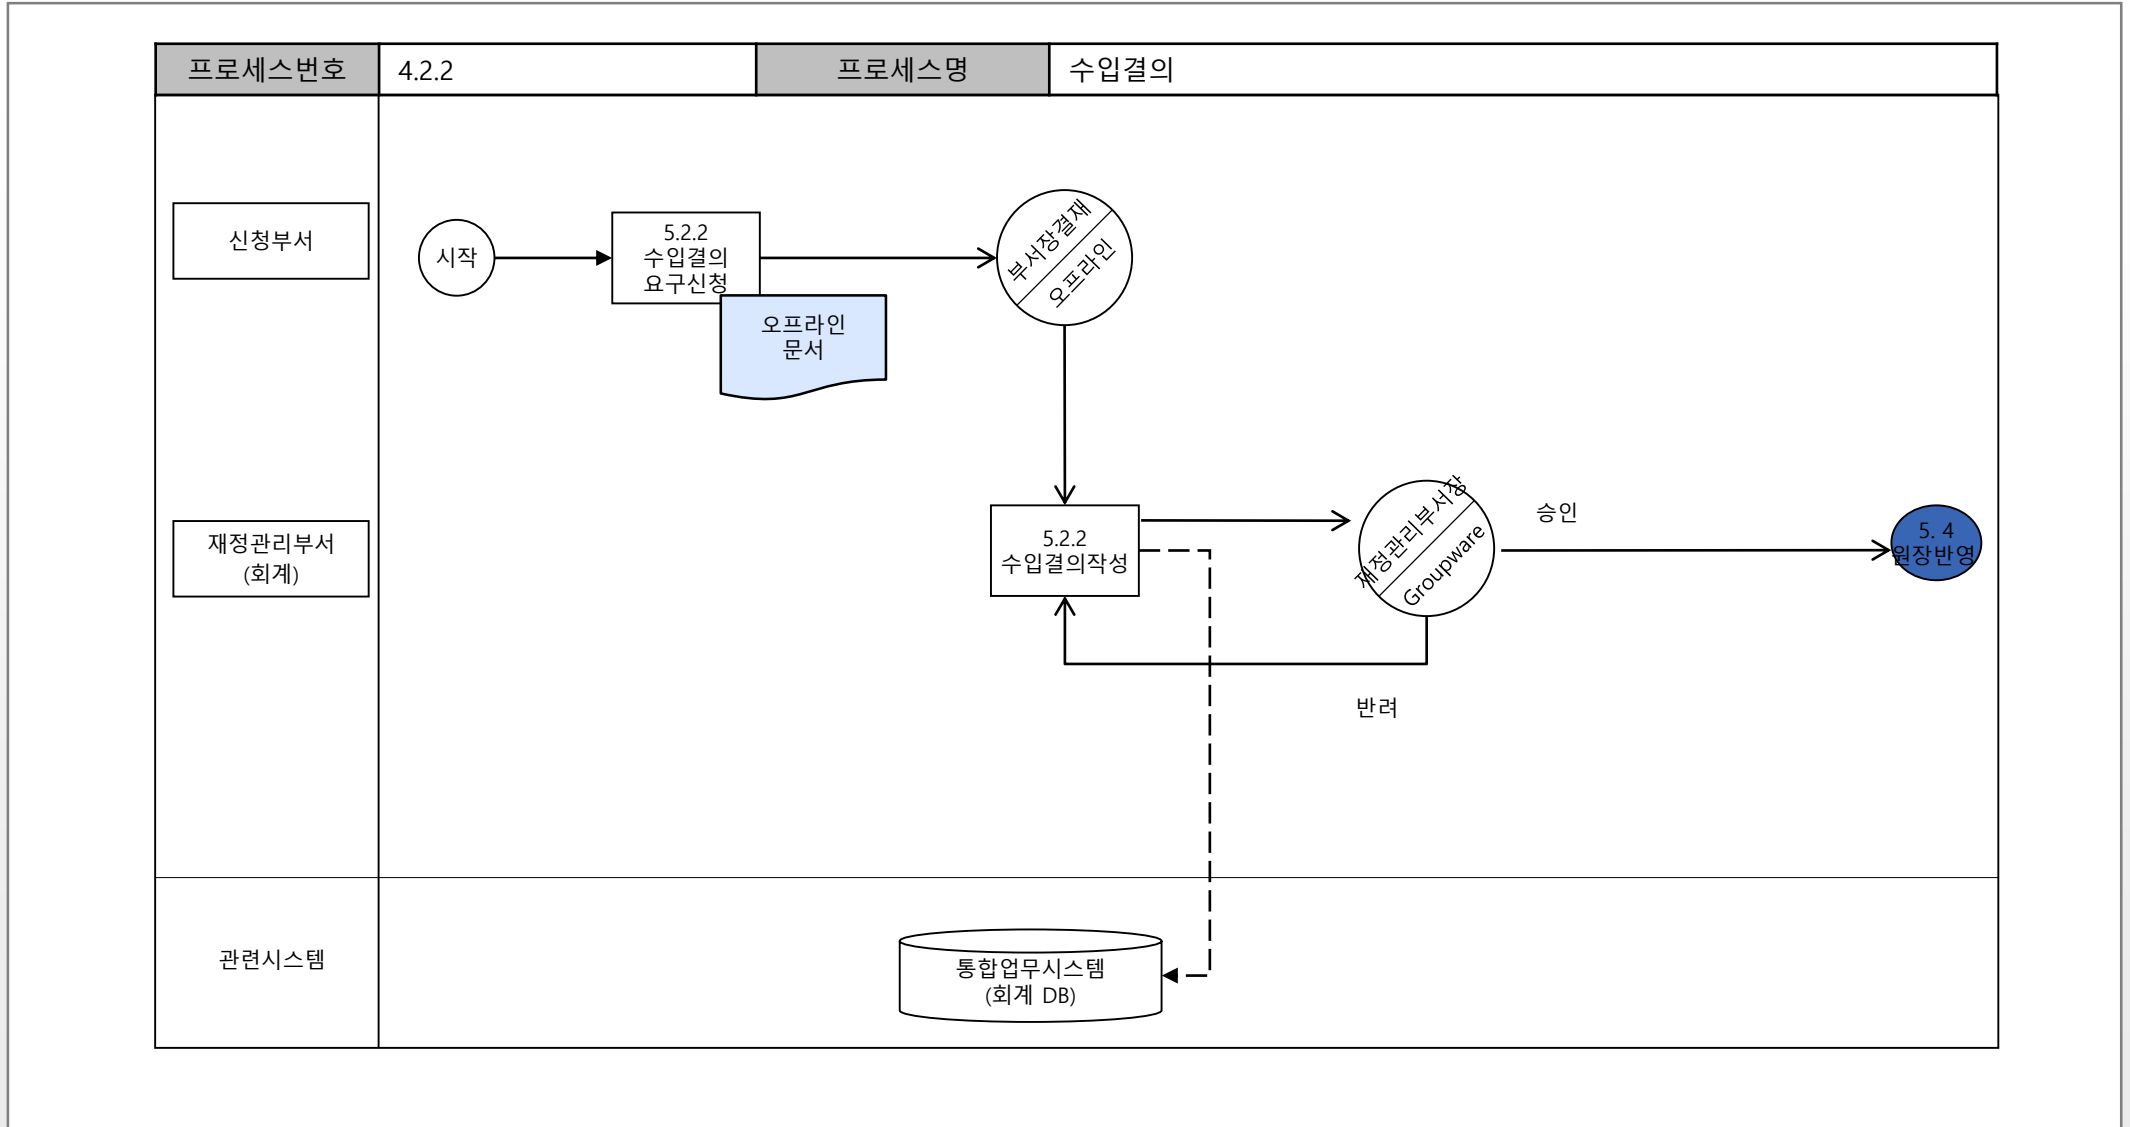 프로세스번호
4.2.2
프로세스명
수입결의
신청부서
시작
5.2.2
수입결의
요구신청
오프라인
문서
부서장결재
오프라인
재정관리부서
(회계)
5.2.2
수입결의작성
재정관리부서장
Groupware
승인
5. 4
원장반영
반려
관련시스템
통합업무시스템
(회계 DB)